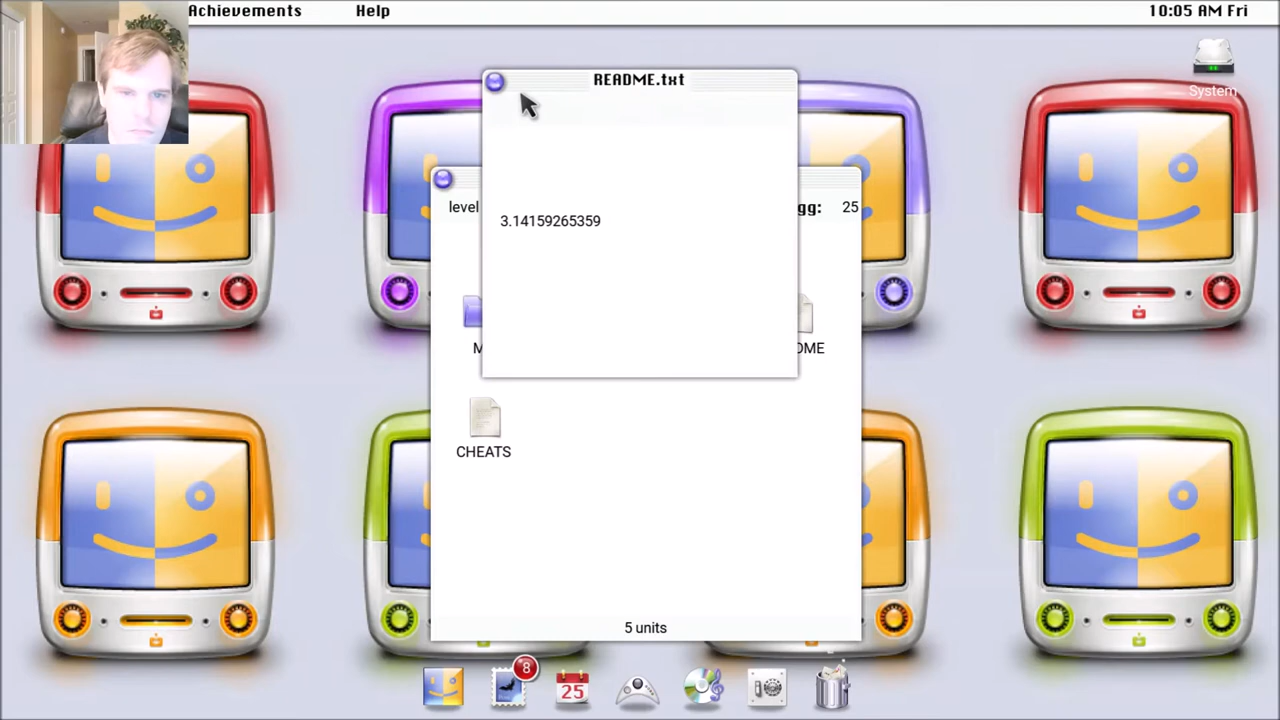 Achievements Help 10:05 AM Fri
README.txt
System
level gg: 25
3.14159265359
M OME
CHEATS
5 units
8
25